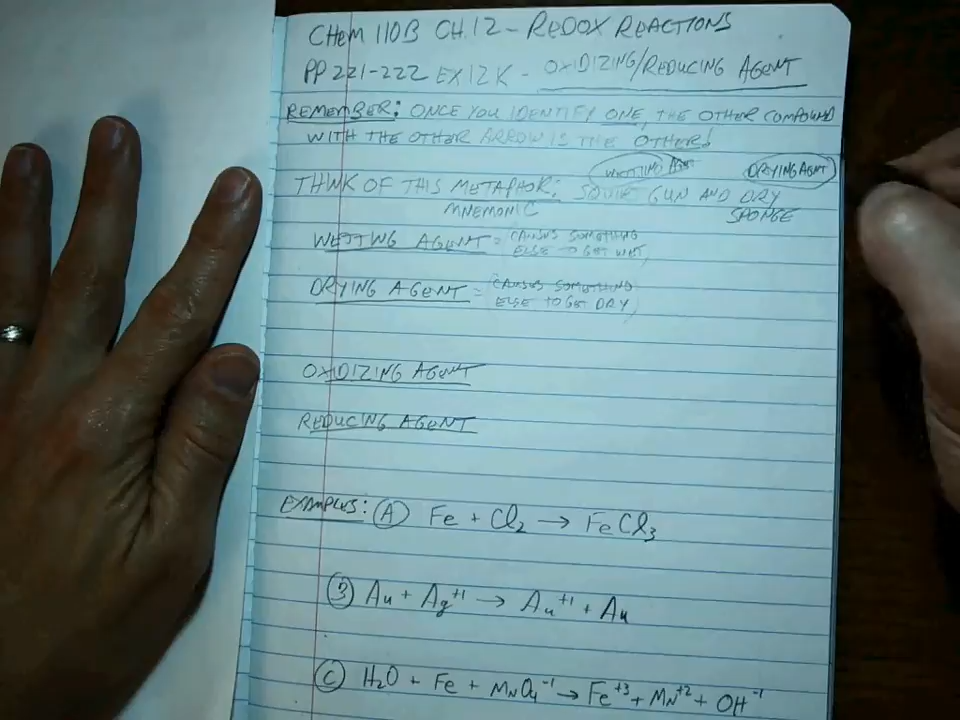 CHEM 110B CH.12 - REDOX REACTIONS
PP 221-222 EX12K - OXIDIZING/REDUCING AGENT
REMEMBER: ONCE YOU IDENTIFY ONE, THE OTHER COMPOUND
WITH THE OTHER ARROW IS THE OTHER!
WETTING AGENT DRYING AGENT
THINK OF THIS METAPHOR: SQUIRT GUN AND DRY
MNEMONIC SPONGE
WETTING AGENT = CAUSES SOMETHING
ELSE TO GET WET
DRYING AGENT = CAUSES SOMETHING
ELSE TO GET DRY
OXIDIZING AGENT
REDUCING AGENT
EXAMPLES: (A) Fe + Cl₂ → FeCl₃
(B) Au + Ag⁺¹ → Au⁺¹ + Au
(C) H₂O + Fe + MnO₄⁻¹ → Fe⁺³ + Mn⁺² + OH⁻¹